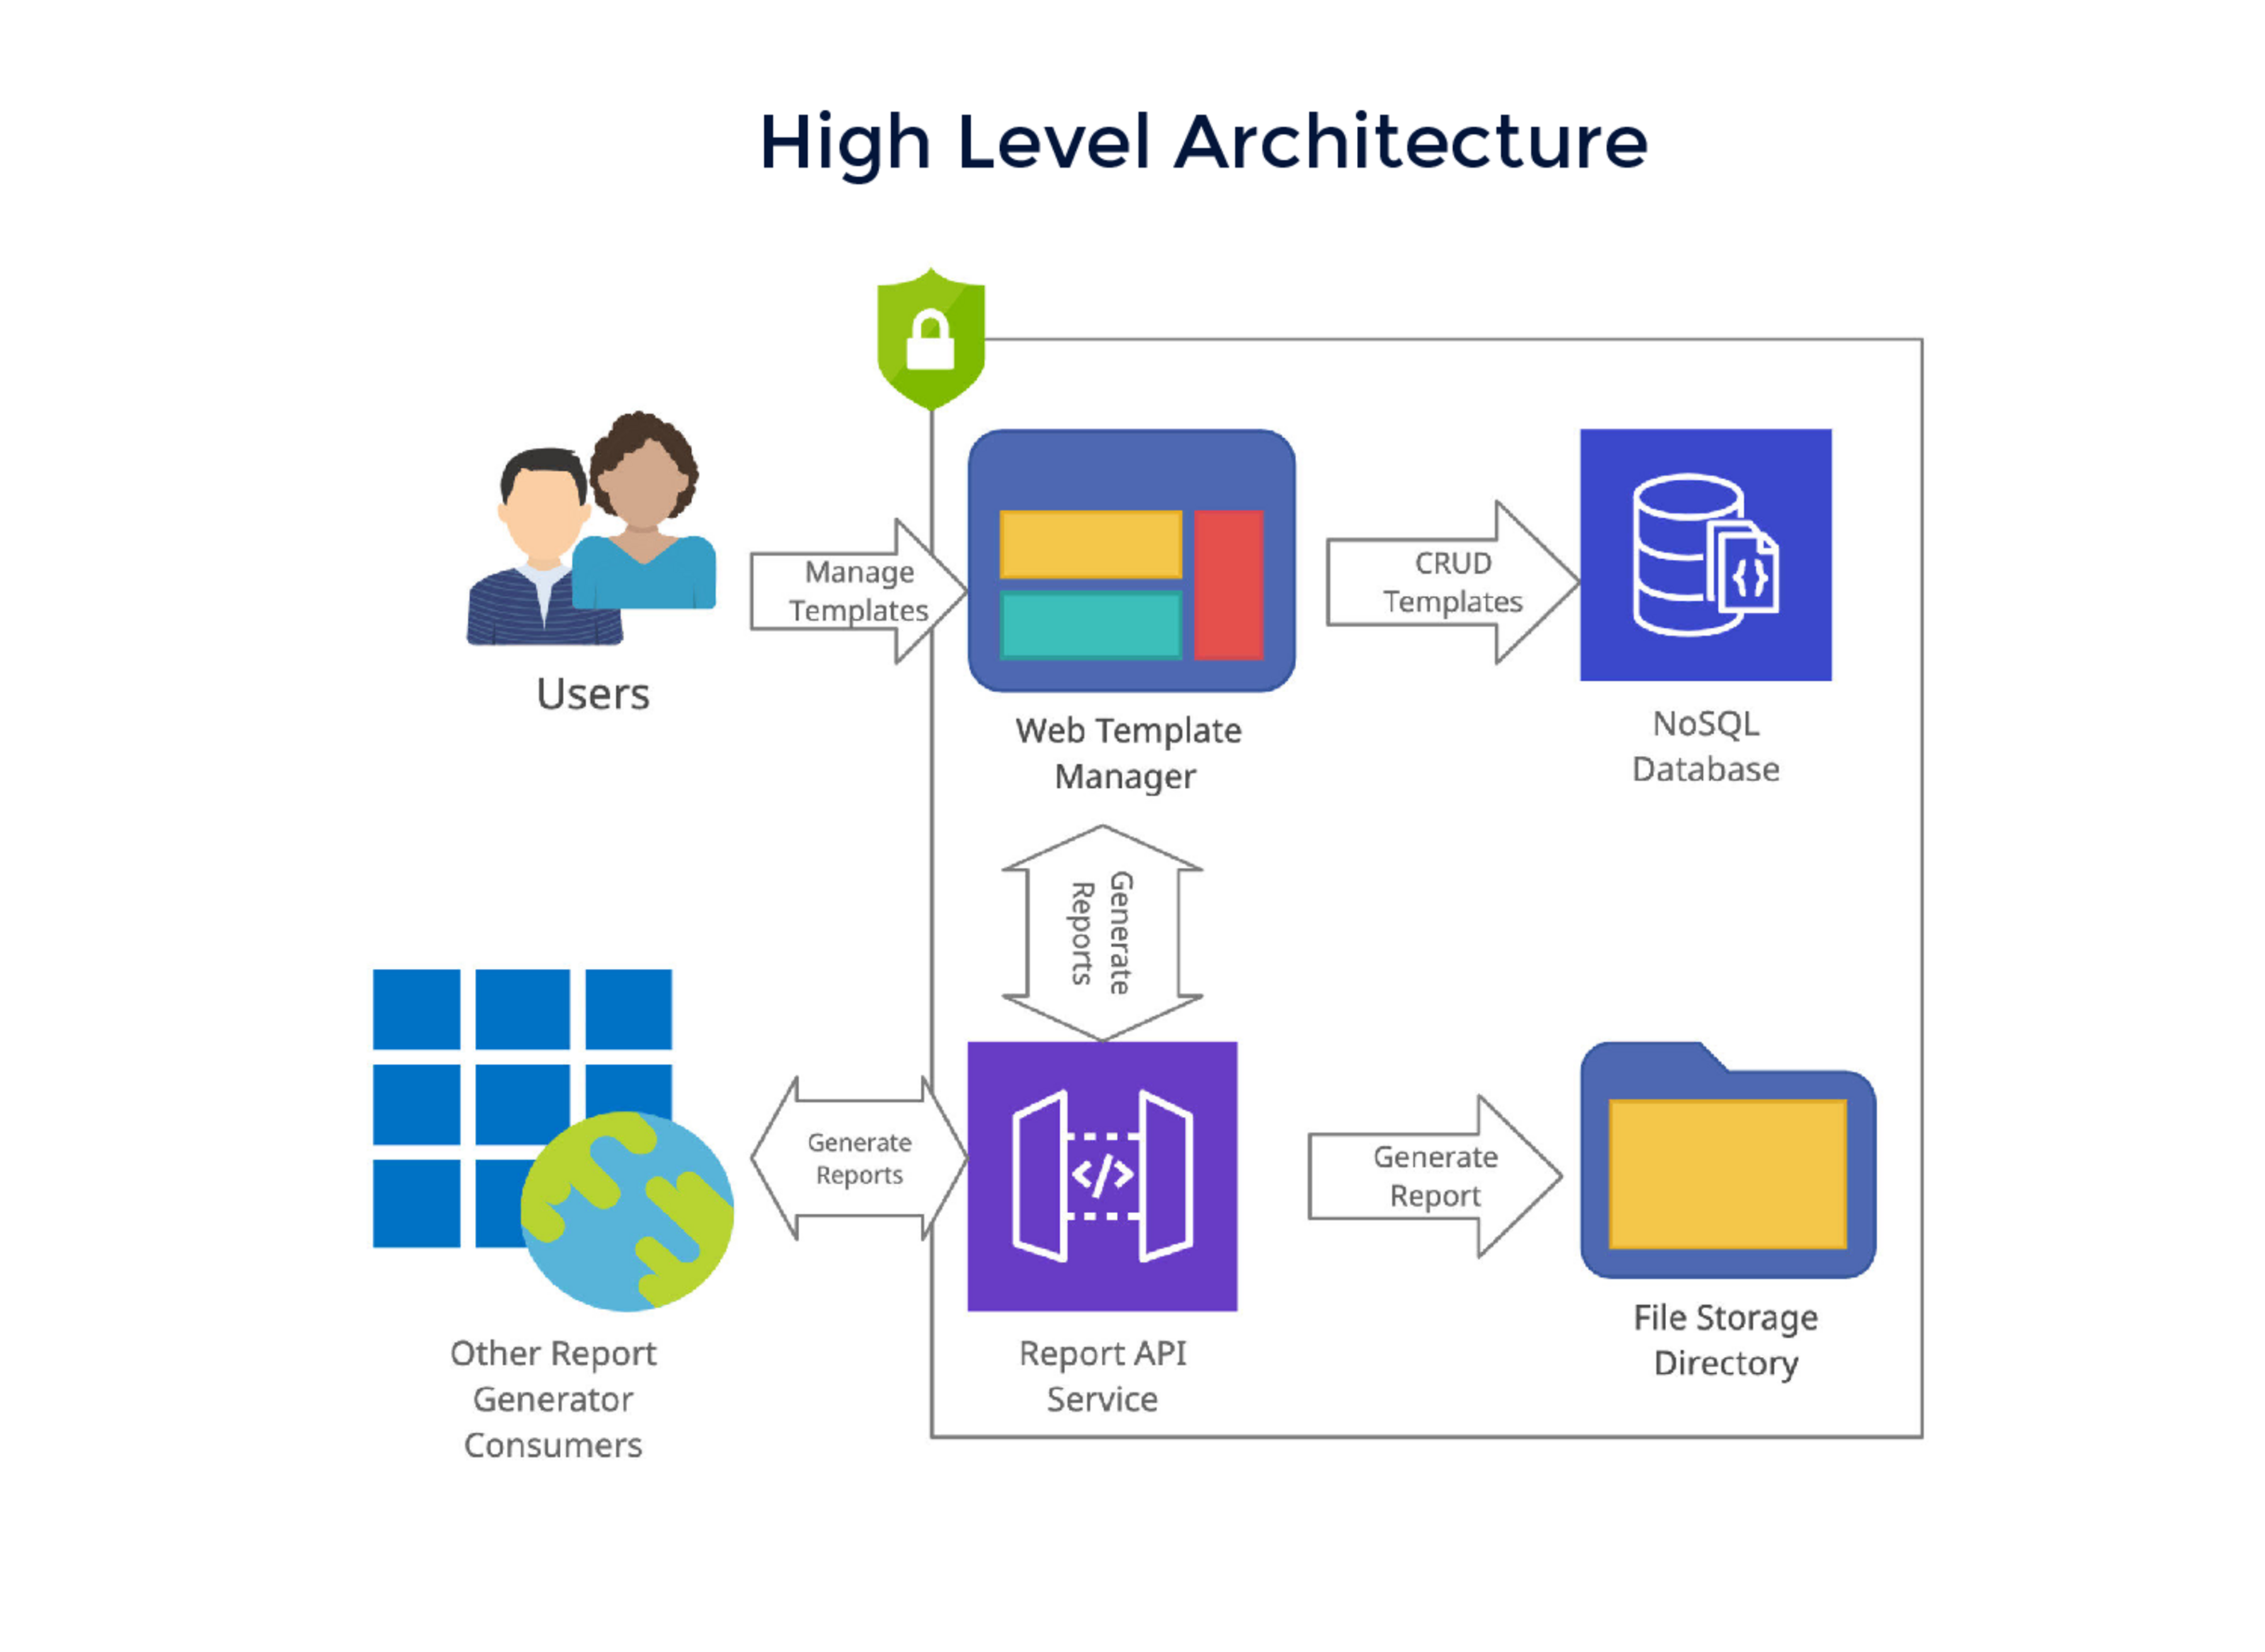 High Level Architecture
Manage
Templates
CRUD
Templates
Users
Web Template
Manager
NoSQL
Database
Generate
Reports
Generate
Reports
Generate
Report
Other Report
Generator
Consumers
Report API
Service
File Storage
Directory